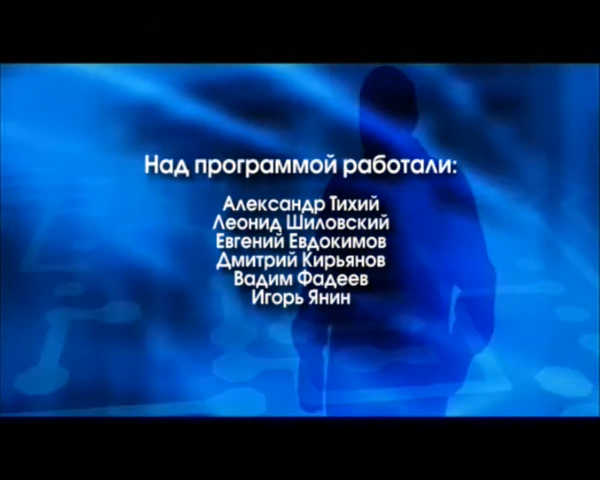 Над программой работали:
Александр Тихий
Леонид Шиловский
Евгений Евдокимов
Дмитрий Кирьянов
Вадим Фадеев
Игорь Янин